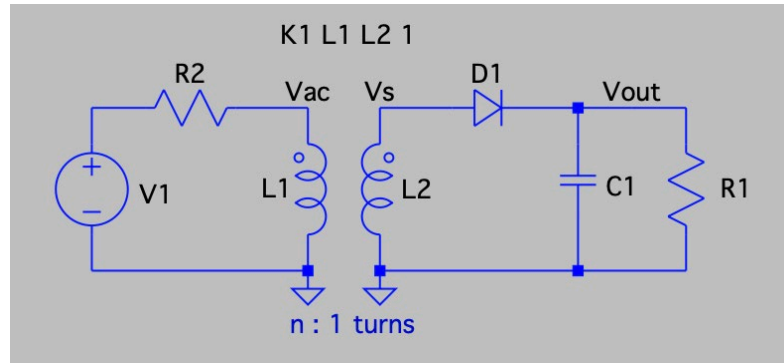 K1 L1 L2 1
R2
Vac
Vs
D1
Vout
V1
L1
L2
C1
R1
n : 1 turns